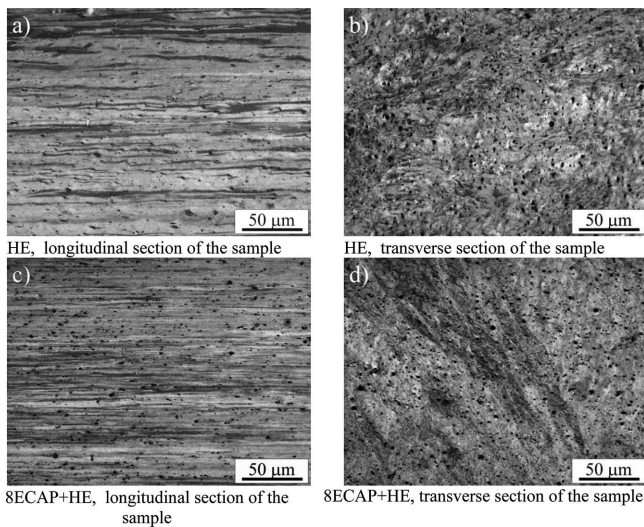 a)
50 µm
HE, longitudinal section of the sample
b)
50 µm
HE, transverse section of the sample
c)
50 µm
8ECAP+HE, longitudinal section of the
sample
d)
50 µm
8ECAP+HE, transverse section of the sample